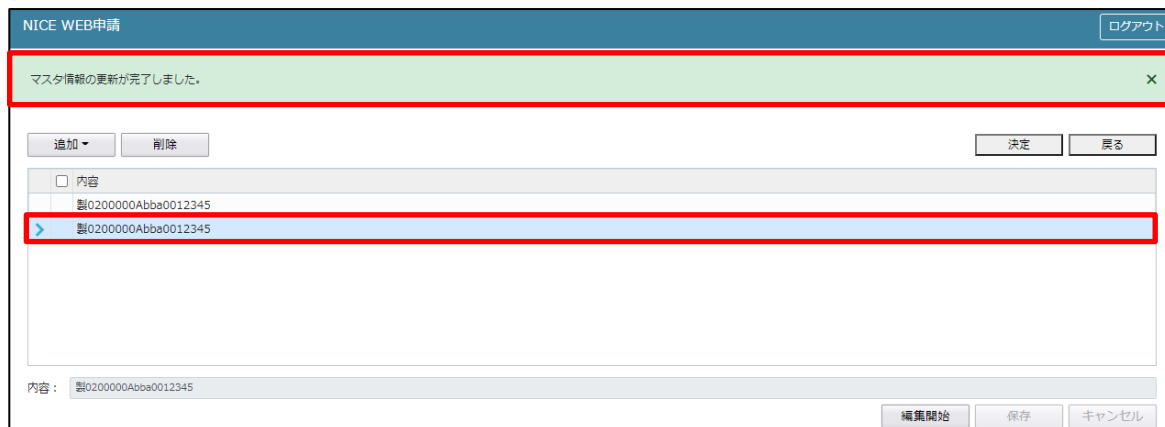 NICE WEB申請
ログアウト
マスタ情報の更新が完了しました。 ×
追加 削除 決定 戻る
内容
製0200000Abba0012345
製0200000Abba0012345
内容： 製0200000Abba0012345
編集開始 保存 キャンセル